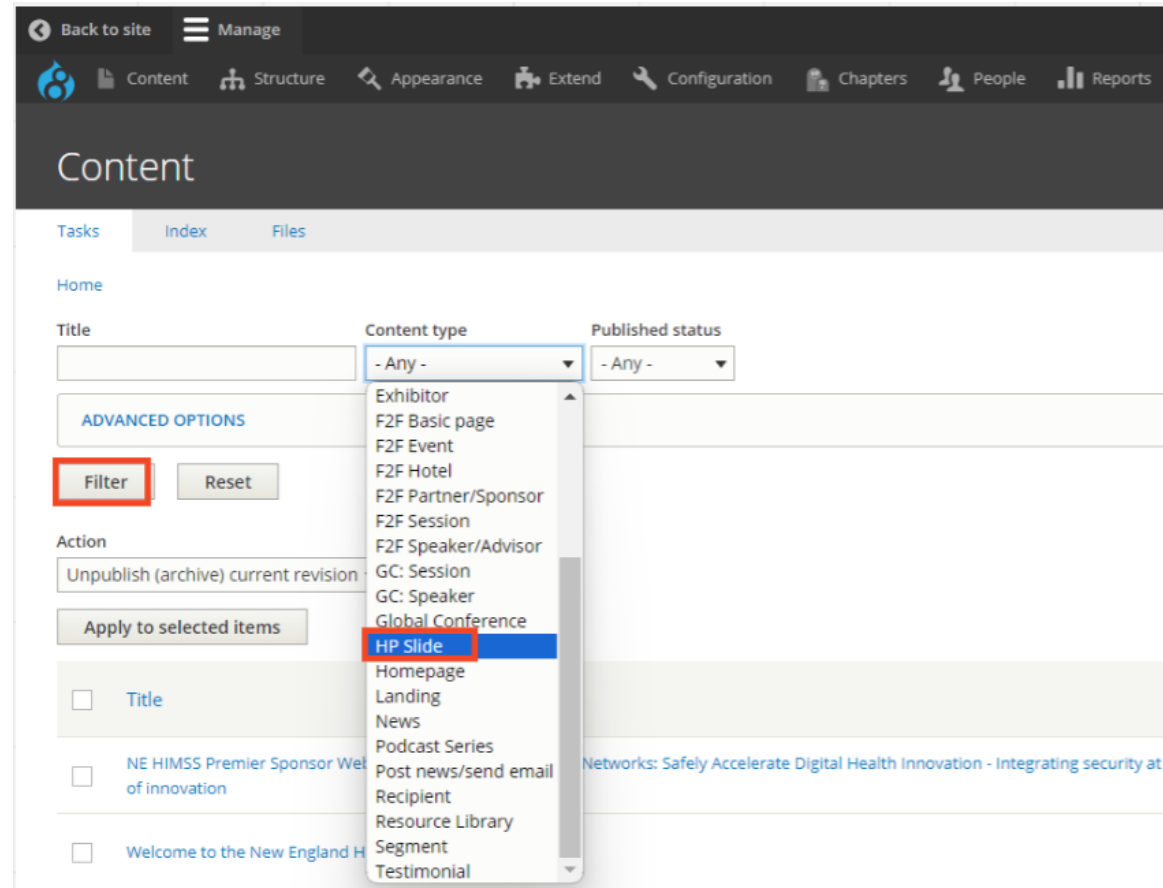 Back to site Manage
Content Structure Appearance Extend Configuration Chapters People Reports
Content
Tasks Index Files
Home
Title Content type Published status
- Any - - Any -
Exhibitor
ADVANCED OPTIONS F2F Basic page
F2F Event
F2F Hotel
Filter Reset
F2F Partner/Sponsor
F2F Session
Action
F2F Speaker/Advisor
Unpublish (archive) current revision GC: Session
GC: Speaker
Apply to selected items Global Conference
HP Slide
Homepage
Title Landing
News
Podcast Series
NE HIMSS Premier Sponsor Networks: Safely Accelerate Digital Health Innovation - Integrating security at
Post news/send email
of innovation Recipient
Resource Library
Welcome to the New England Segment
Testimonial